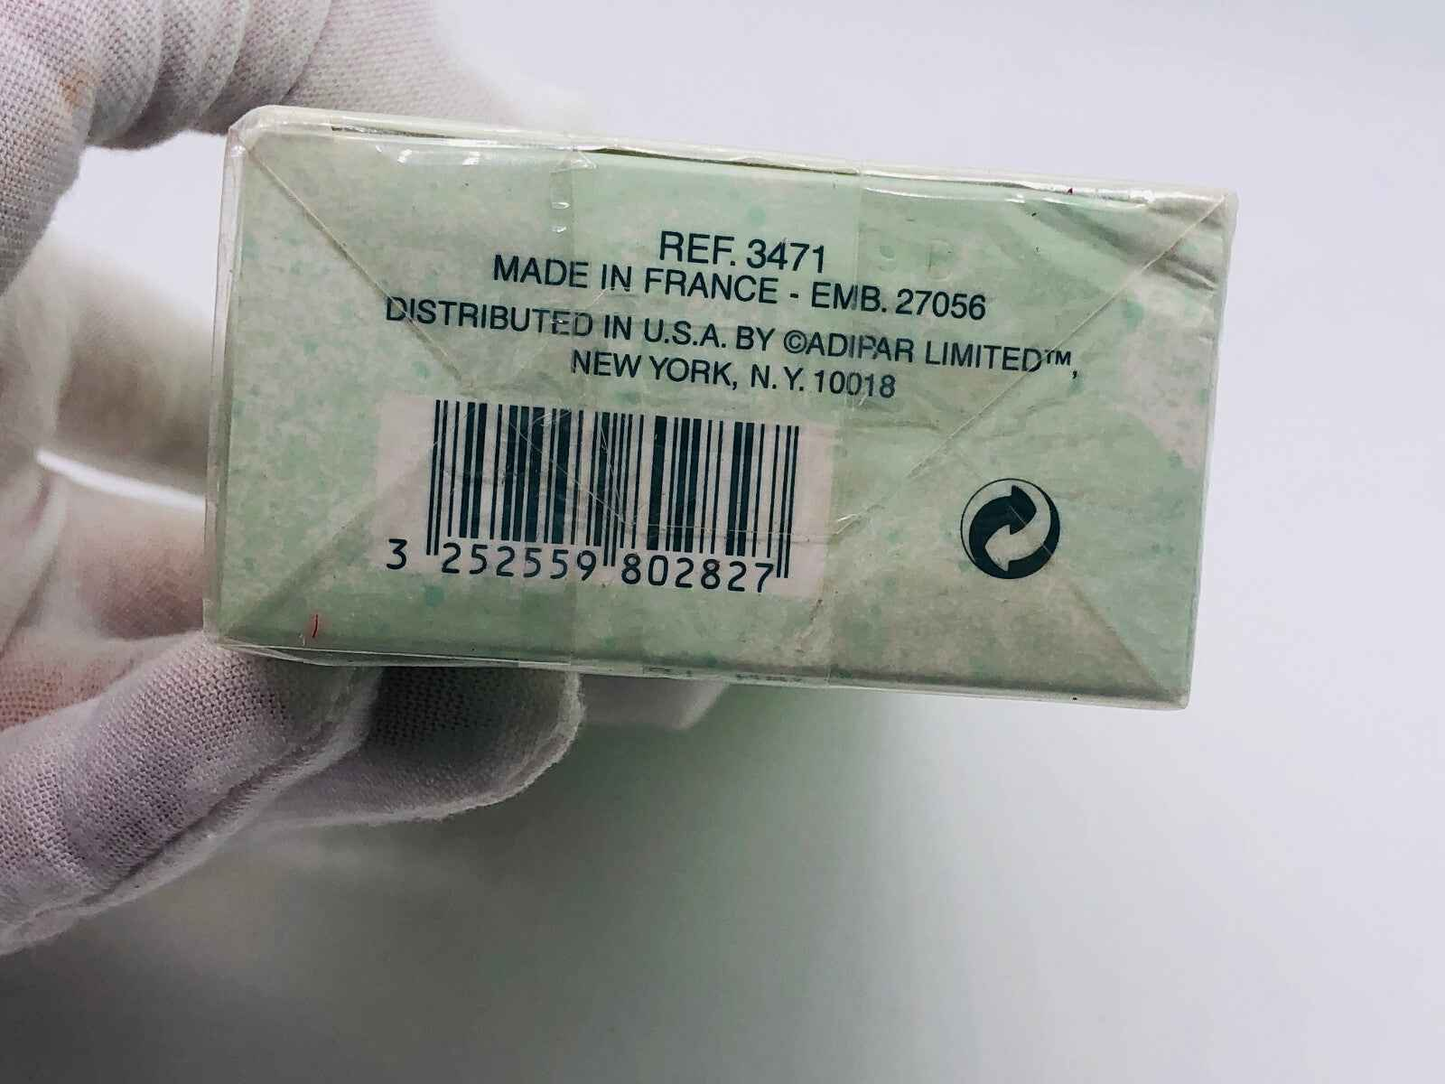 REF. 3471
MADE IN FRANCE - EMB. 27056
DISTRIBUTED IN U.S.A. BY ©ADIPAR LIMITED™,
NEW YORK, N.Y. 10018
3 252559 802827